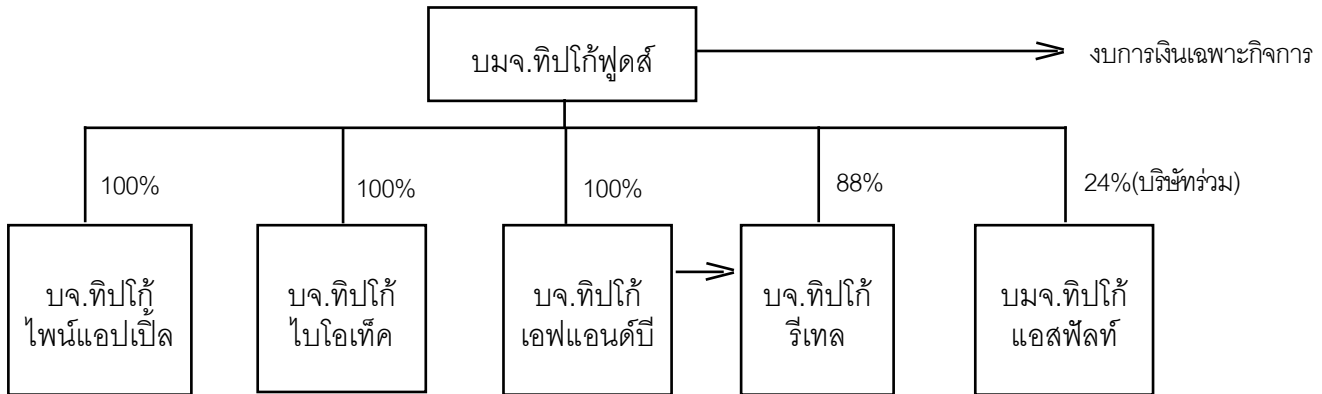 บมจ.ทิปโก้ฟูดส์
งบการเงินเฉพาะกิจการ
100%
100%
100%
88%
24%(บริษัทร่วม)
บจ.ทิปโก้
ไพน์แอปเปิ้ล
บจ.ทิปโก้
ไบโอเท็ค
บจ.ทิปโก้
เอฟแอนด์บี
บจ.ทิปโก้
รีเทล
บมจ.ทิปโก้
แอสฟัลท์